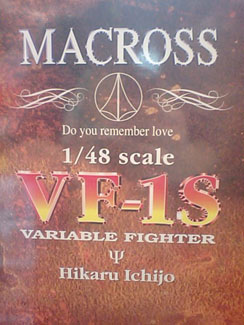 MACROSS
Do you remember love
1/48 scale
VF-1S
VARIABLE FIGHTER
Ψ
Hikaru Ichijo